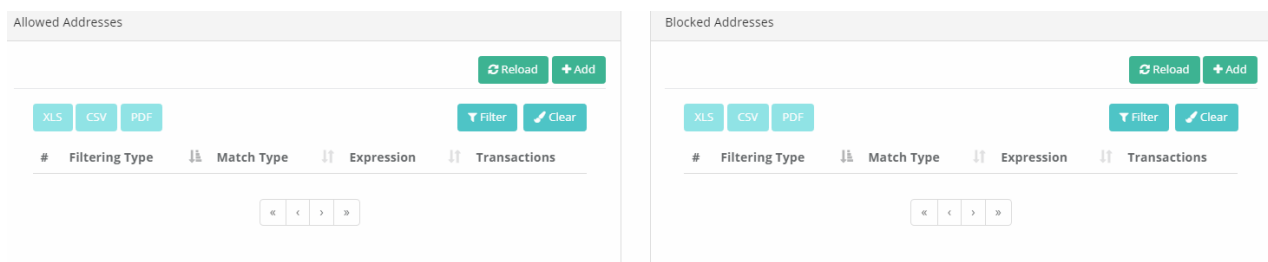 Allowed Addresses
Reload
Add
XLS CSV PDF
Filter
Clear
# Filtering Type Match Type Expression Transactions
« ‹ › »
Blocked Addresses
Reload
Add
XLS CSV PDF
Filter
Clear
# Filtering Type Match Type Expression Transactions
« ‹ › »